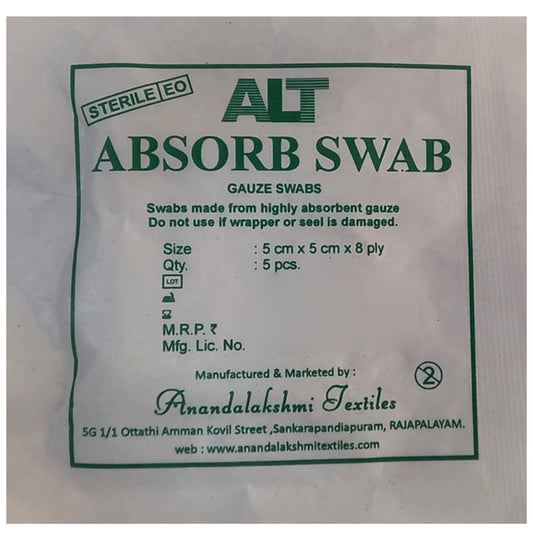 STERILE EO
ALT
ABSORB SWAB
GAUZE SWABS
Swabs made from highly absorbent gauze
Do not use if wrapper or seel is damaged.
Size : 5 cm x 5 cm x 8 ply
Qty. : 5 pcs.
LOT
M.R.P. ₹
Mfg. Lic. No.
Manufactured & Marketed by :
2
Anandalakshmi Textiles
5G 1/1 Ottathi Amman Kovil Street ,Sankarapandiapuram, RAJAPALAYAM.
web : www.anandalakshmitextiles.com